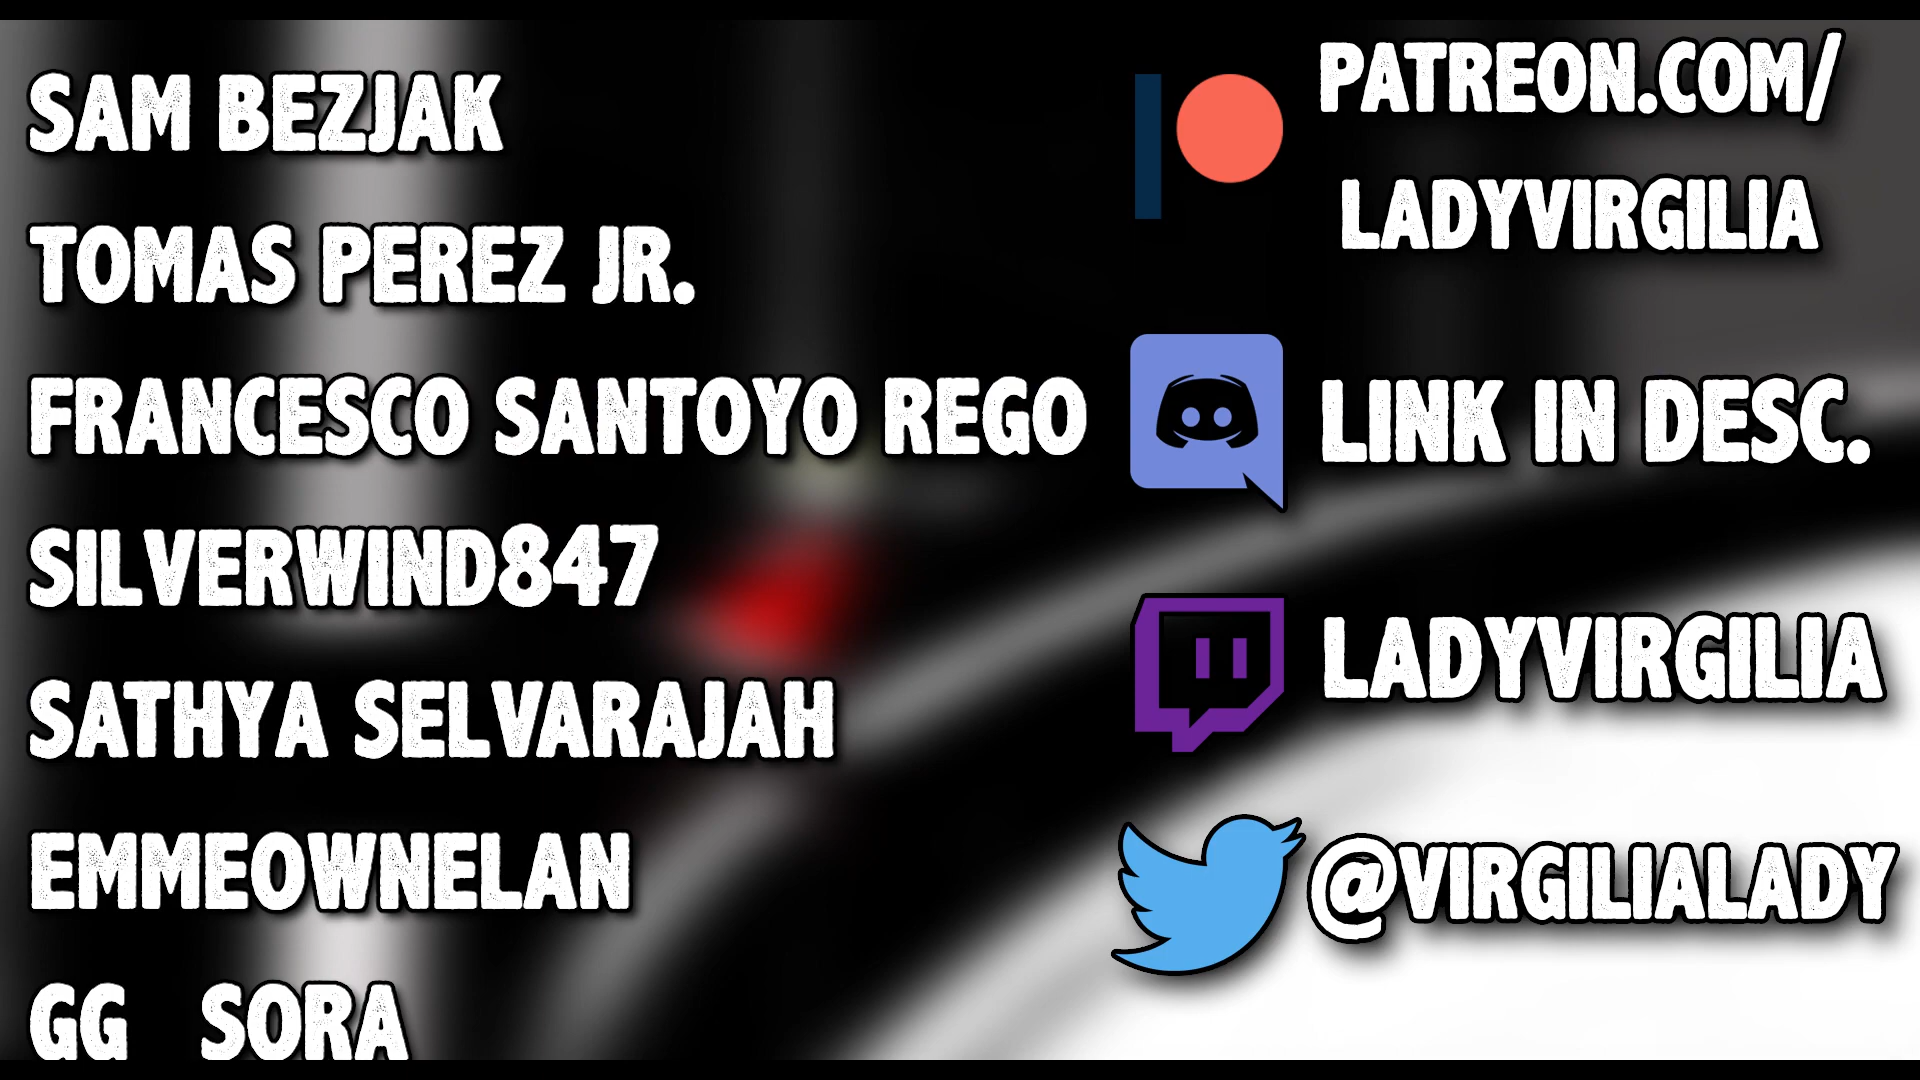 SAM BEZJAK
TOMAS PEREZ JR.
FRANCESCO SANTOYO REGO
SILVERWIND847
SATHYA SELVARAJAH
EMMEOWNELAN
GG SORA
PATREON.COM/
LADYVIRGILIA
LINK IN DESC.
LADYVIRGILIA
@VIRGILIALADY